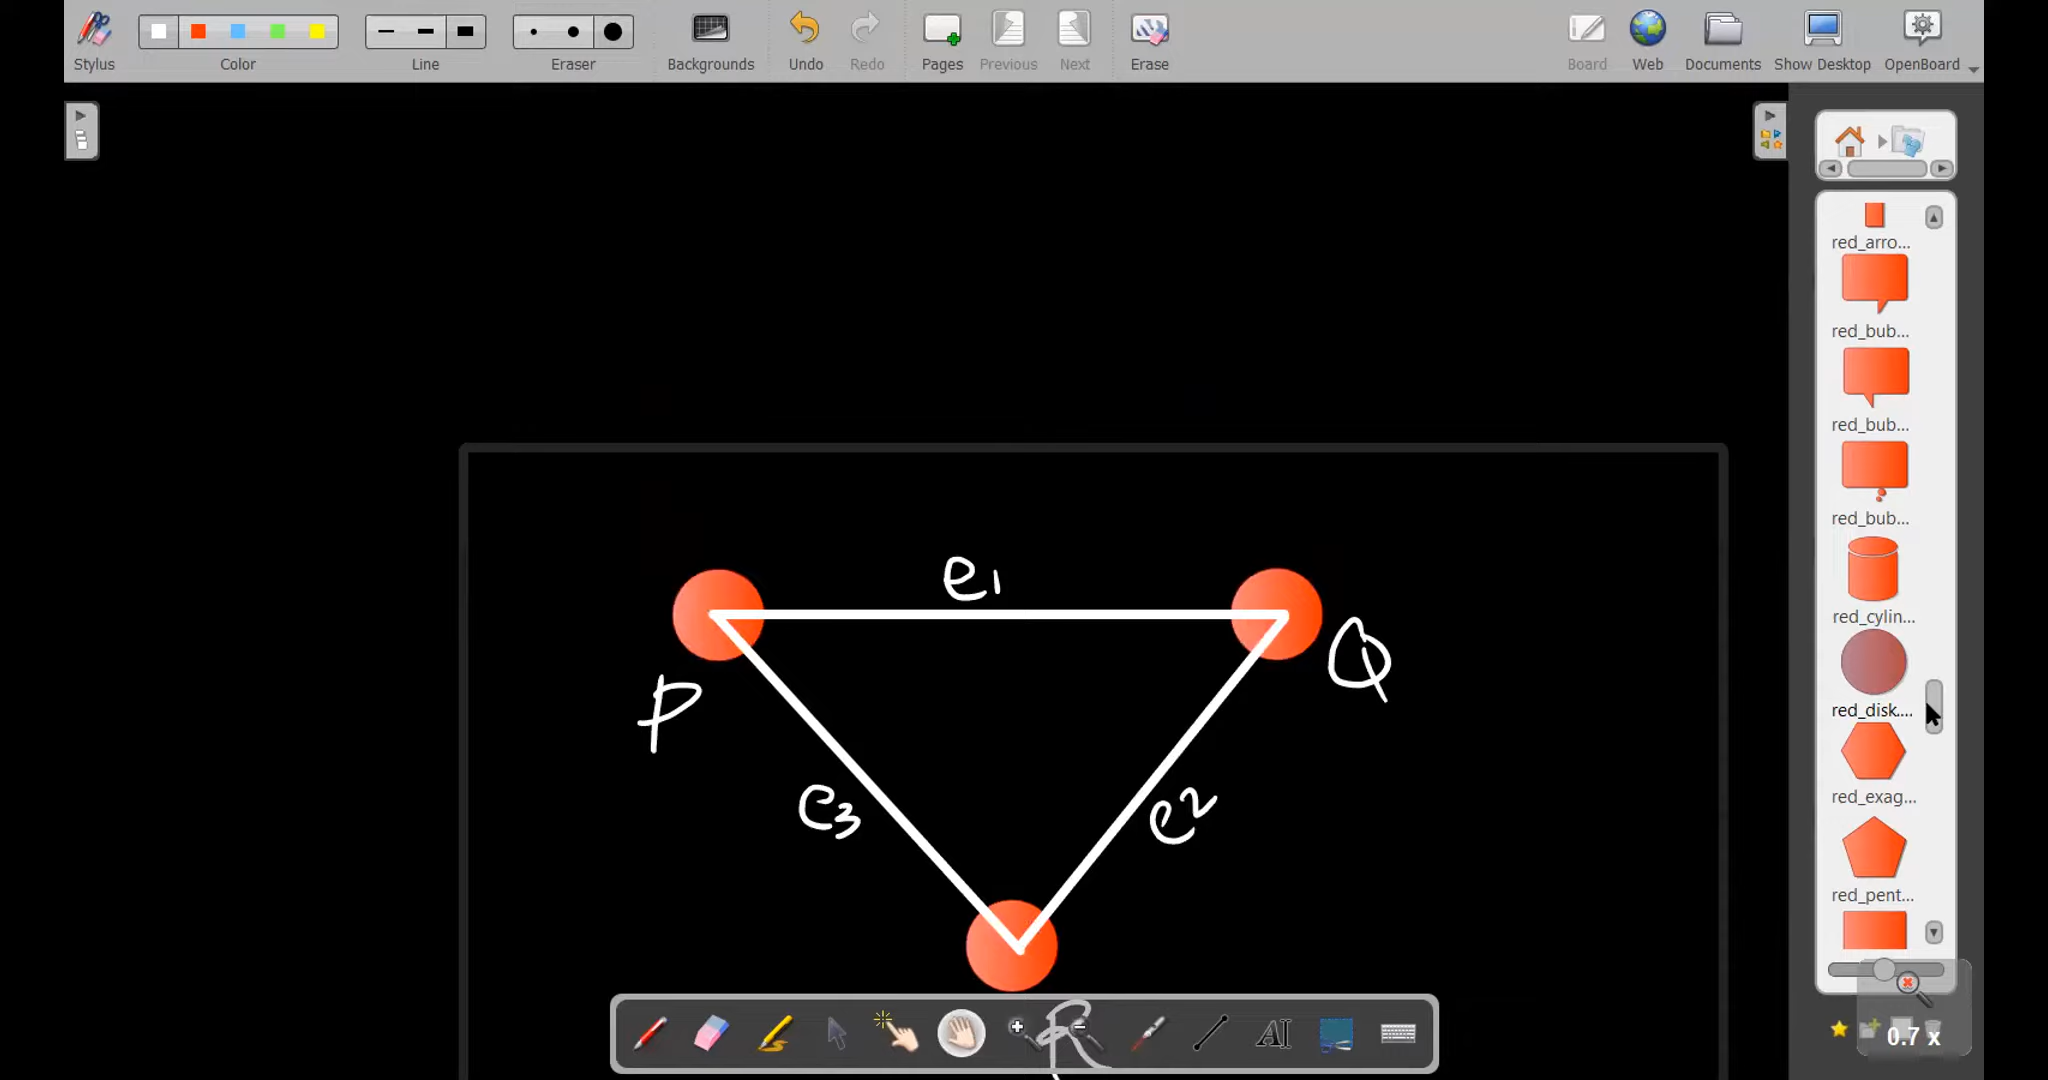 Stylus Color Line Eraser Backgrounds Undo Redo Pages Previous Next Erase Board Web Documents Show Desktop OpenBoard
red_arro...
red_bub...
red_bub...
red_bub...
red_cylin...
red_disk....
red_exag...
red_pent...
e1
P
Q
e3
e2
R
AI
0.7 x